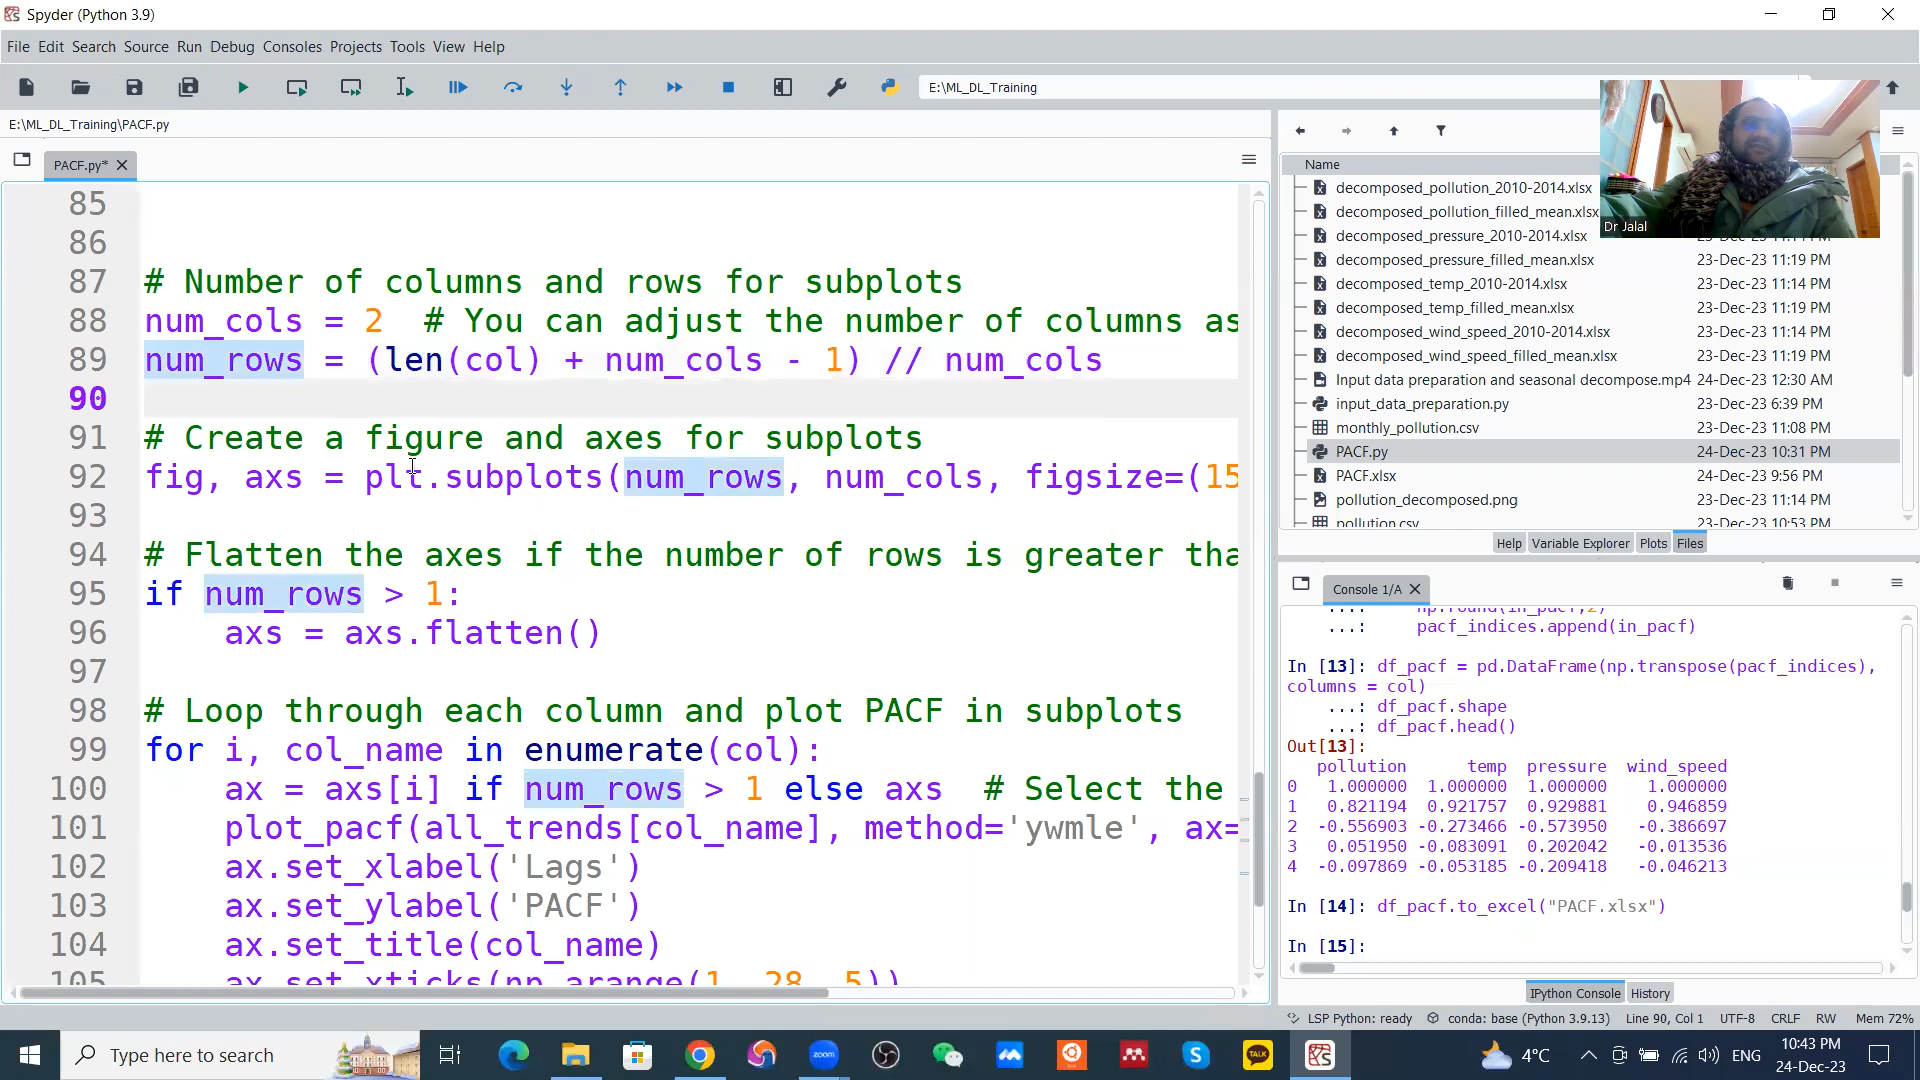 Spyder (Python 3.9)
File Edit Search Source Run Debug Consoles Projects Tools View Help
E:\ML_DL_Training
E:\ML_DL_Training\PACF.py
PACF.py*
85
86
87 # Number of columns and rows for subplots
88 num_cols = 2  # You can adjust the number of columns as
89 num_rows = (len(col) + num_cols - 1) // num_cols
90
91 # Create a figure and axes for subplots
92 fig, axs = plt.subplots(num_rows, num_cols, figsize=(15
93
94 # Flatten the axes if the number of rows is greater tha
95 if num_rows > 1:
96     axs = axs.flatten()
97
98 # Loop through each column and plot PACF in subplots
99 for i, col_name in enumerate(col):
100     ax = axs[i] if num_rows > 1 else axs  # Select the
101     plot_pacf(all_trends[col_name], method='ywmle', ax=
102     ax.set_xlabel('Lags')
103     ax.set_ylabel('PACF')
104     ax.set_title(col_name)
105     ax.set_xticks(np.arange(1, 28, 5))
Dr Jalal
Name
decomposed_pollution_2010-2014.xlsx
decomposed_pollution_filled_mean.xlsx
decomposed_pressure_2010-2014.xlsx 23-Dec-23 11:14 PM
decomposed_pressure_filled_mean.xlsx 23-Dec-23 11:19 PM
decomposed_temp_2010-2014.xlsx 23-Dec-23 11:14 PM
decomposed_temp_filled_mean.xlsx 23-Dec-23 11:19 PM
decomposed_wind_speed_2010-2014.xlsx 23-Dec-23 11:14 PM
decomposed_wind_speed_filled_mean.xlsx 23-Dec-23 11:19 PM
Input data preparation and seasonal decompose.mp4 24-Dec-23 12:30 AM
input_data_preparation.py 23-Dec-23 6:39 PM
monthly_pollution.csv 23-Dec-23 11:08 PM
PACF.py 24-Dec-23 10:31 PM
PACF.xlsx 24-Dec-23 9:56 PM
pollution_decomposed.png 23-Dec-23 11:14 PM
pollution.csv 23-Dec-23 10:53 PM
Help Variable Explorer Plots Files
Console 1/A
...: np.round(in_pacf,2)
...: pacf_indices.append(in_pacf)
In [13]: df_pacf = pd.DataFrame(np.transpose(pacf_indices),
columns = col)
...: df_pacf.shape
...: df_pacf.head()
Out[13]:
pollution temp pressure wind_speed
0 1.000000 1.000000 1.000000 1.000000
1 0.821194 0.921757 0.929881 0.946859
2 -0.556903 -0.273466 -0.573950 -0.386697
3 0.051950 -0.083091 0.202042 -0.013536
4 -0.097869 -0.053185 -0.209418 -0.046213
In [14]: df_pacf.to_excel("PACF.xlsx")
In [15]:
IPython Console History
LSP Python: ready conda: base (Python 3.9.13) Line 90, Col 1 UTF-8 CRLF RW Mem 72%
Type here to search
zoom
TALK
4°C
ENG
10:43 PM
24-Dec-23